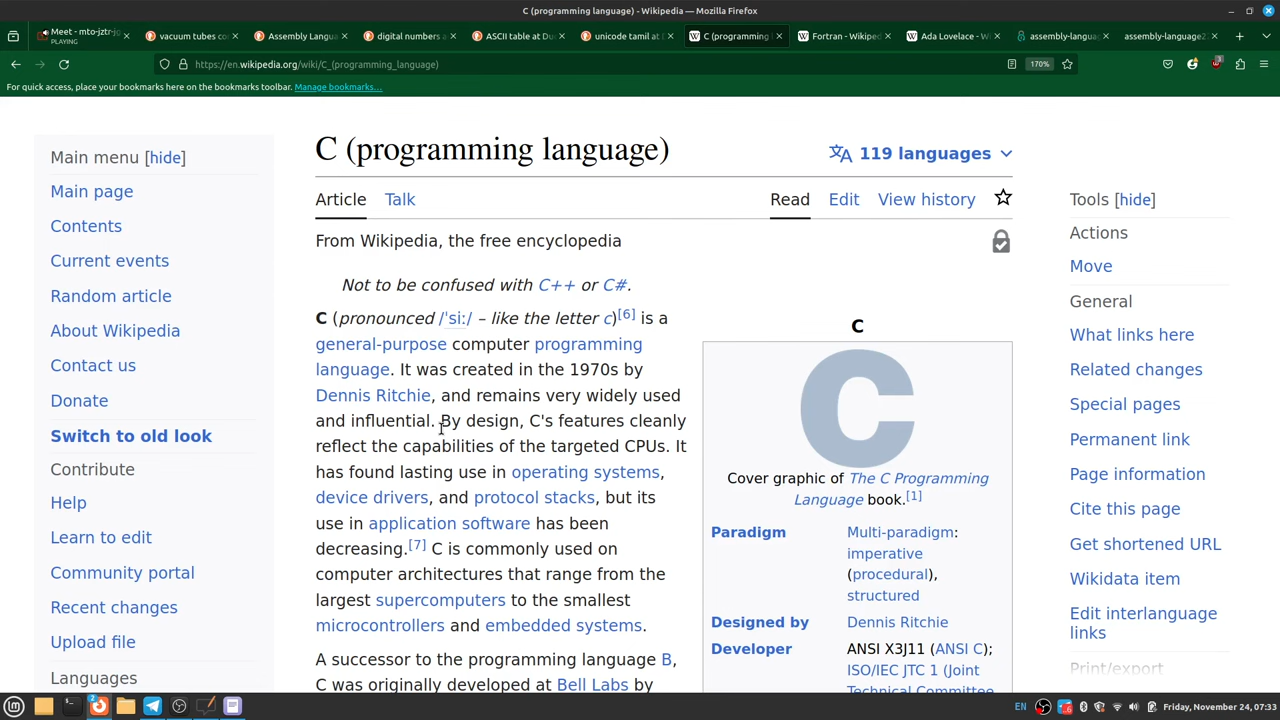 C (programming language) - Wikipedia — Mozilla Firefox
Meet - mto-jztr-jg
PLAYING
vacuum tubes co
Assembly Langua
digital numbers a
ASCII table at Du
unicode tamil at D
C (programming l
Fortran - Wikiped
Ada Lovelace - W
assembly-langua
assembly-language2
https://en.wikipedia.org/wiki/C_(programming_language)
170%
For quick access, place your bookmarks here on the bookmarks toolbar. Manage bookmarks...
Main menu [hide]
Main page
Contents
Current events
Random article
About Wikipedia
Contact us
Donate
Switch to old look
Contribute
Help
Learn to edit
Community portal
Recent changes
Upload file
Languages
C (programming language)
119 languages
Article Talk
Read Edit View history
From Wikipedia, the free encyclopedia
Not to be confused with C++ or C#.
C (pronounced /ˈsiː/ – like the letter c)[6] is a
general-purpose computer programming
language. It was created in the 1970s by
Dennis Ritchie, and remains very widely used
and influential. By design, C's features cleanly
reflect the capabilities of the targeted CPUs. It
has found lasting use in operating systems,
device drivers, and protocol stacks, but its
use in application software has been
decreasing.[7] C is commonly used on
computer architectures that range from the
largest supercomputers to the smallest
microcontrollers and embedded systems.
A successor to the programming language B,
C was originally developed at Bell Labs by
C
C
Cover graphic of The C Programming
Language book.[1]
Paradigm Multi-paradigm:
imperative
(procedural),
structured
Designed by Dennis Ritchie
Developer ANSI X3J11 (ANSI C);
ISO/IEC JTC 1 (Joint
Technical Committee
Tools [hide]
Actions
Move
General
What links here
Related changes
Special pages
Permanent link
Page information
Cite this page
Get shortened URL
Wikidata item
Edit interlanguage
links
Print/export
EN
Friday, November 24, 07:33